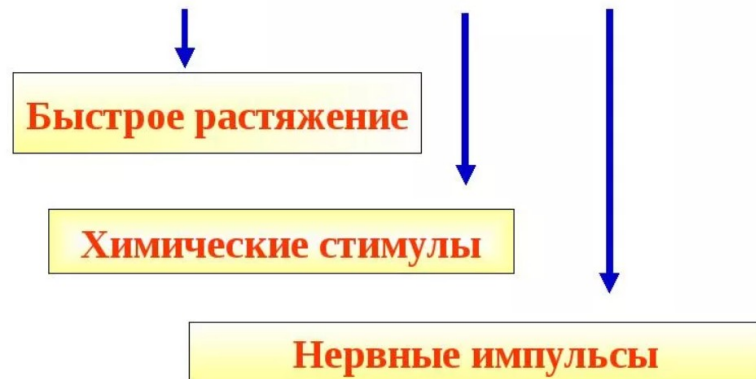 Быстрое растяжение
Химические стимулы
Нервные импульсы